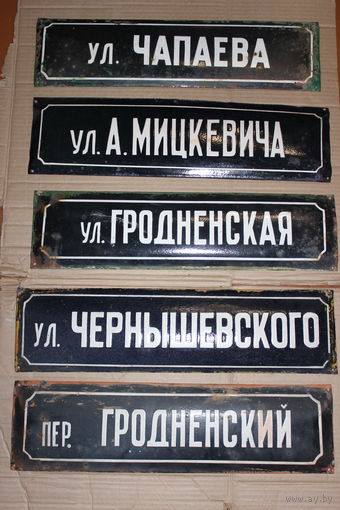 ул. ЧАПАЕВА
ул. А. МИЦКЕВИЧА
ул. ГРОДНЕНСКАЯ
ул. ЧЕРНЫШЕВСКОГО
ПЕР. ГРОДНЕНСКИЙ
www.ay.by